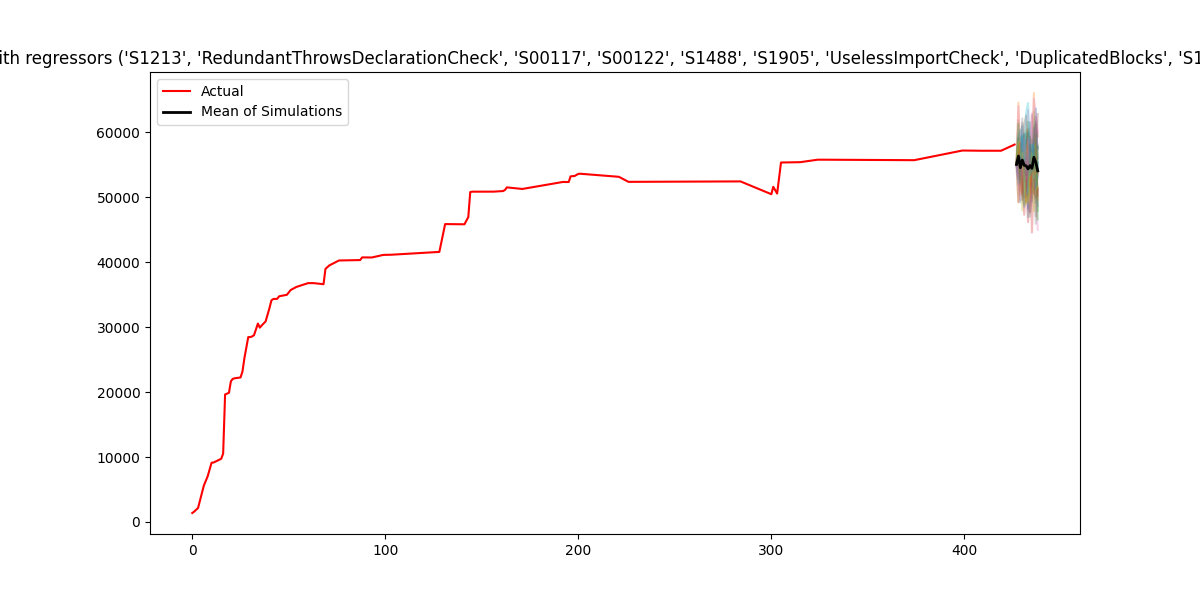 ith regressors ('S1213', 'RedundantThrowsDeclarationCheck', 'S00117', 'S00122', 'S1488', 'S1905', 'UselessImportCheck', 'DuplicatedBlocks', 'S1
Actual
Mean of Simulations
60000
50000
40000
30000
20000
10000
0
0 100 200 300 400